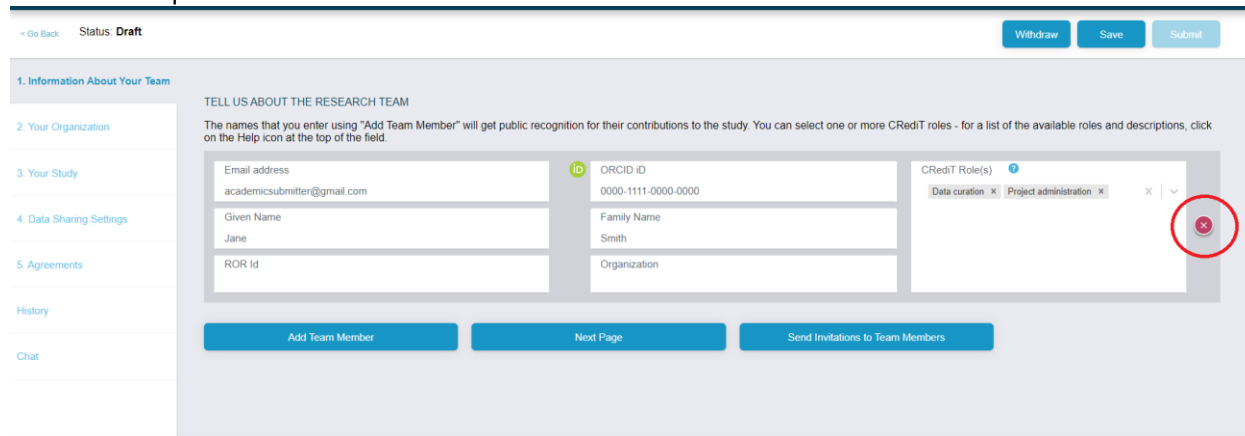 < Go Back Status: Draft
Withdraw Save Submit
1. Information About Your Team
2. Your Organization
3. Your Study
4. Data Sharing Settings
5. Agreements
History
Chat
TELL US ABOUT THE RESEARCH TEAM
The names that you enter using "Add Team Member" will get public recognition for their contributions to the study. You can select one or more CRediT roles - for a list of the available roles and descriptions, click
on the Help icon at the top of the field.
Email address
academicsubmitter@gmail.com
iD ORCID iD
0000-1111-0000-0000
CRediT Role(s) ?
Data curation × Project administration ×
Given Name
Jane
Family Name
Smith
ROR Id
Organization
Add Team Member Next Page Send Invitations to Team Members